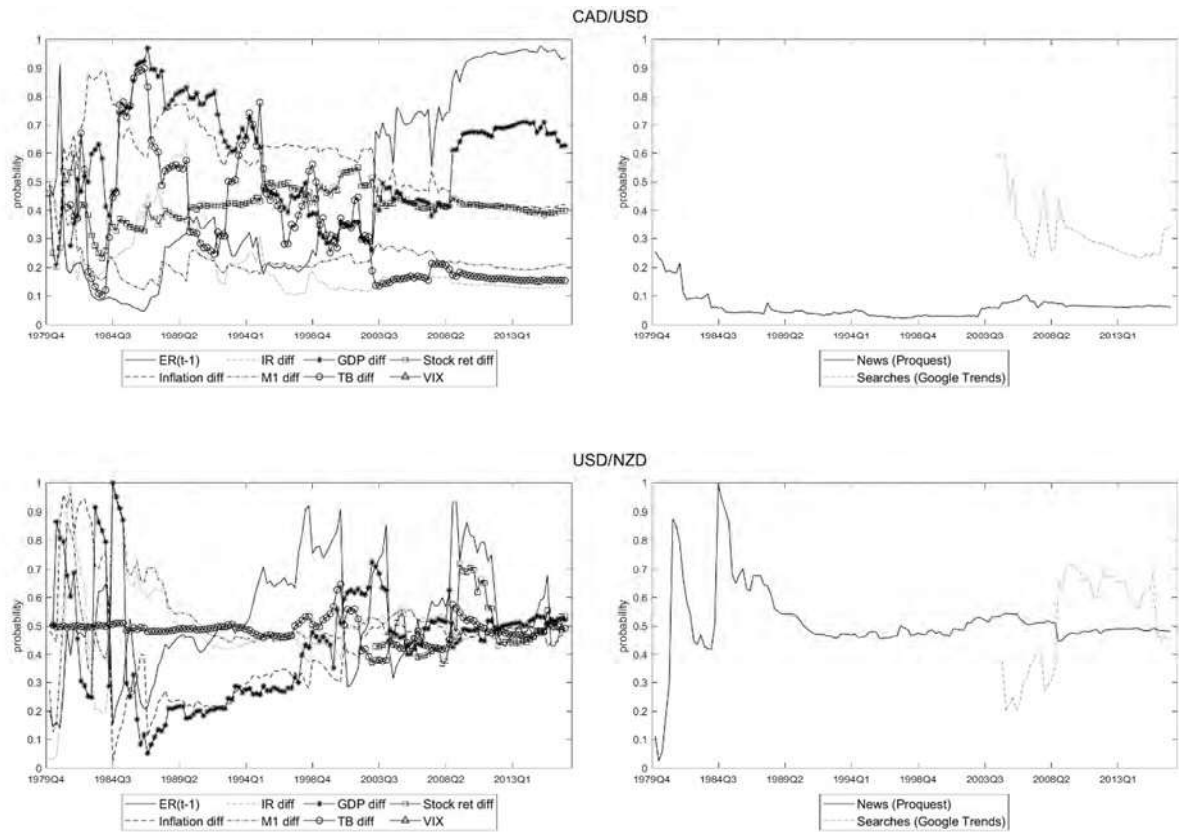 CAD/USD
probability
1
0.9
0.8
0.7
0.6
0.5
0.4
0.3
0.2
0.1
0
1979Q4 1984Q3 1989Q2 1994Q1 1998Q4 2003Q3 2008Q2 2013Q1
ER(t-1) IR diff GDP diff Stock ret diff
Inflation diff M1 diff TB diff VIX
probability
1
0.9
0.8
0.7
0.6
0.5
0.4
0.3
0.2
0.1
0
1979Q4 1984Q3 1989Q2 1994Q1 1998Q4 2003Q3 2008Q2 2013Q1
News (Proquest)
Searches (Google Trends)
USD/NZD
probability
1
0.9
0.8
0.7
0.6
0.5
0.4
0.3
0.2
0.1
0
1979Q4 1984Q3 1989Q2 1994Q1 1998Q4 2003Q3 2008Q2 2013Q1
ER(t-1) IR diff GDP diff Stock ret diff
Inflation diff M1 diff TB diff VIX
probability
1
0.9
0.8
0.7
0.6
0.5
0.4
0.3
0.2
0.1
0
1979Q4 1984Q3 1989Q2 1994Q1 1998Q4 2003Q3 2008Q2 2013Q1
News (Proquest)
Searches (Google Trends)